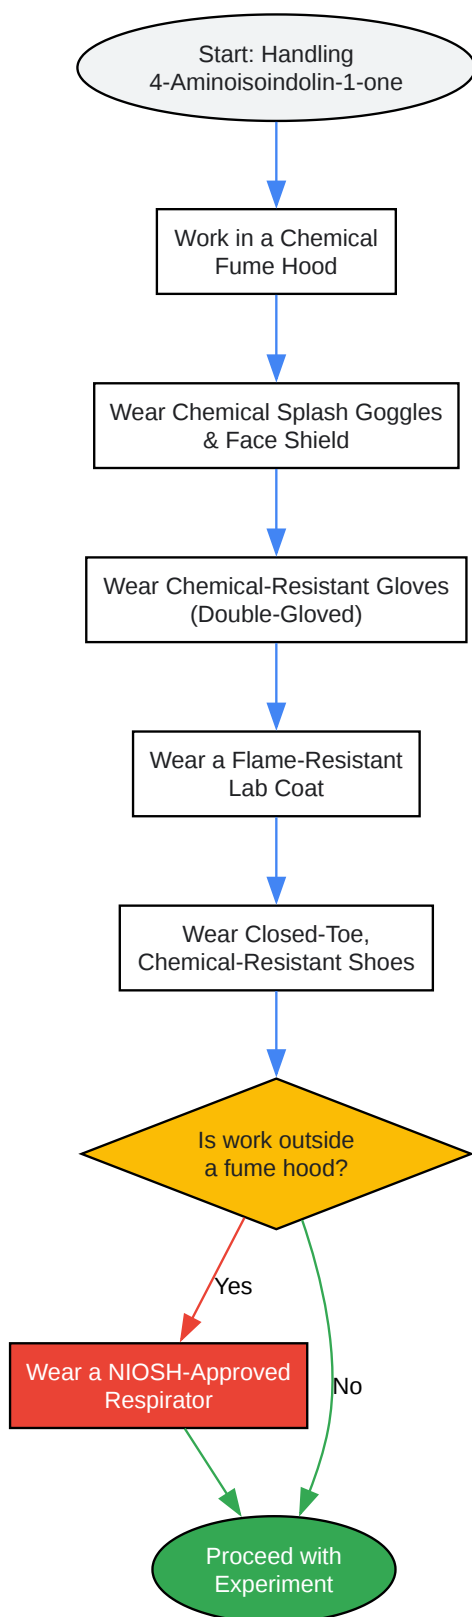 Start: Handling
4-Aminoisoindolin-1-one
Work in a Chemical
Fume Hood
Wear Chemical Splash Goggles
& Face Shield
Wear Chemical-Resistant Gloves
(Double-Gloved)
Wear a Flame-Resistant
Lab Coat
Wear Closed-Toe,
Chemical-Resistant Shoes
Is work outside
a fume hood?
Yes
Wear a NIOSH-Approved
Respirator
No
Proceed with
Experiment